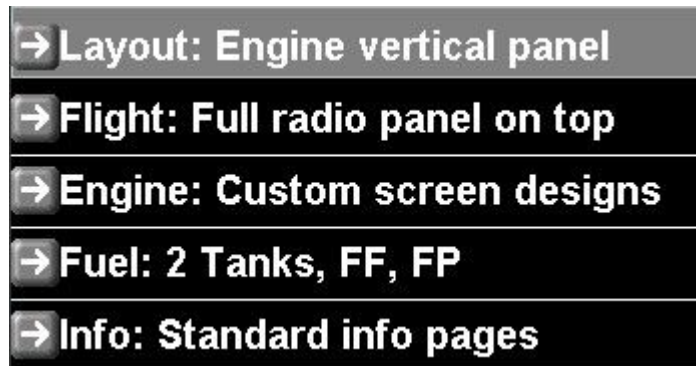 Layout: Engine vertical panel
Flight: Full radio panel on top
Engine: Custom screen designs
Fuel: 2 Tanks, FF, FP
Info: Standard info pages